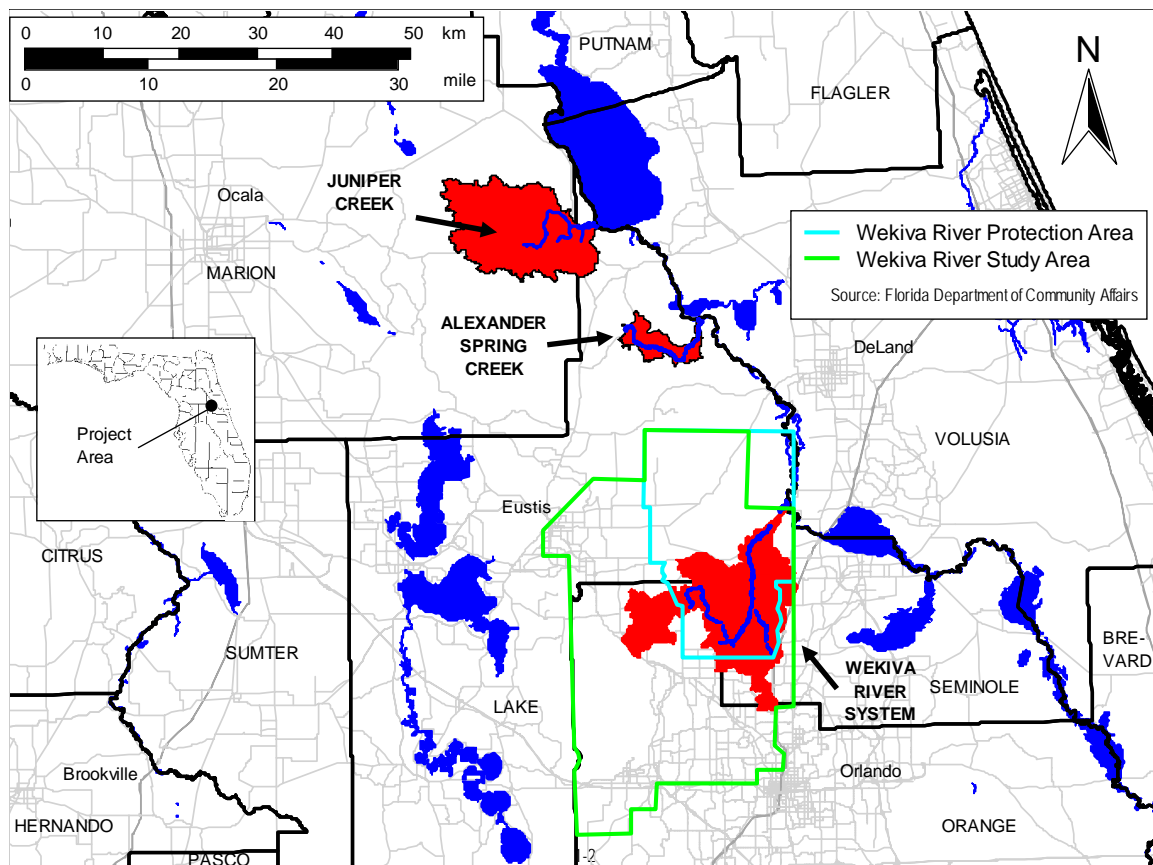 0 10 20 30 40 50 km
0 10 20 30 mile
PUTNAM
N
FLAGLER
JUNIPER
CREEK
Ocala
MARION
Wekiva River Protection Area
Wekiva River Study Area
Source: Florida Department of Community Affairs
ALEXANDER
SPRING
CREEK
DeLand
Project
Area
VOLUSIA
Eustis
CITRUS
BRE-
VARD
SUMTER
WEKIVA
RIVER
SYSTEM
SEMINOLE
LAKE
Brookville
Orlando
HERNANDO
ORANGE
PASCO
1-2